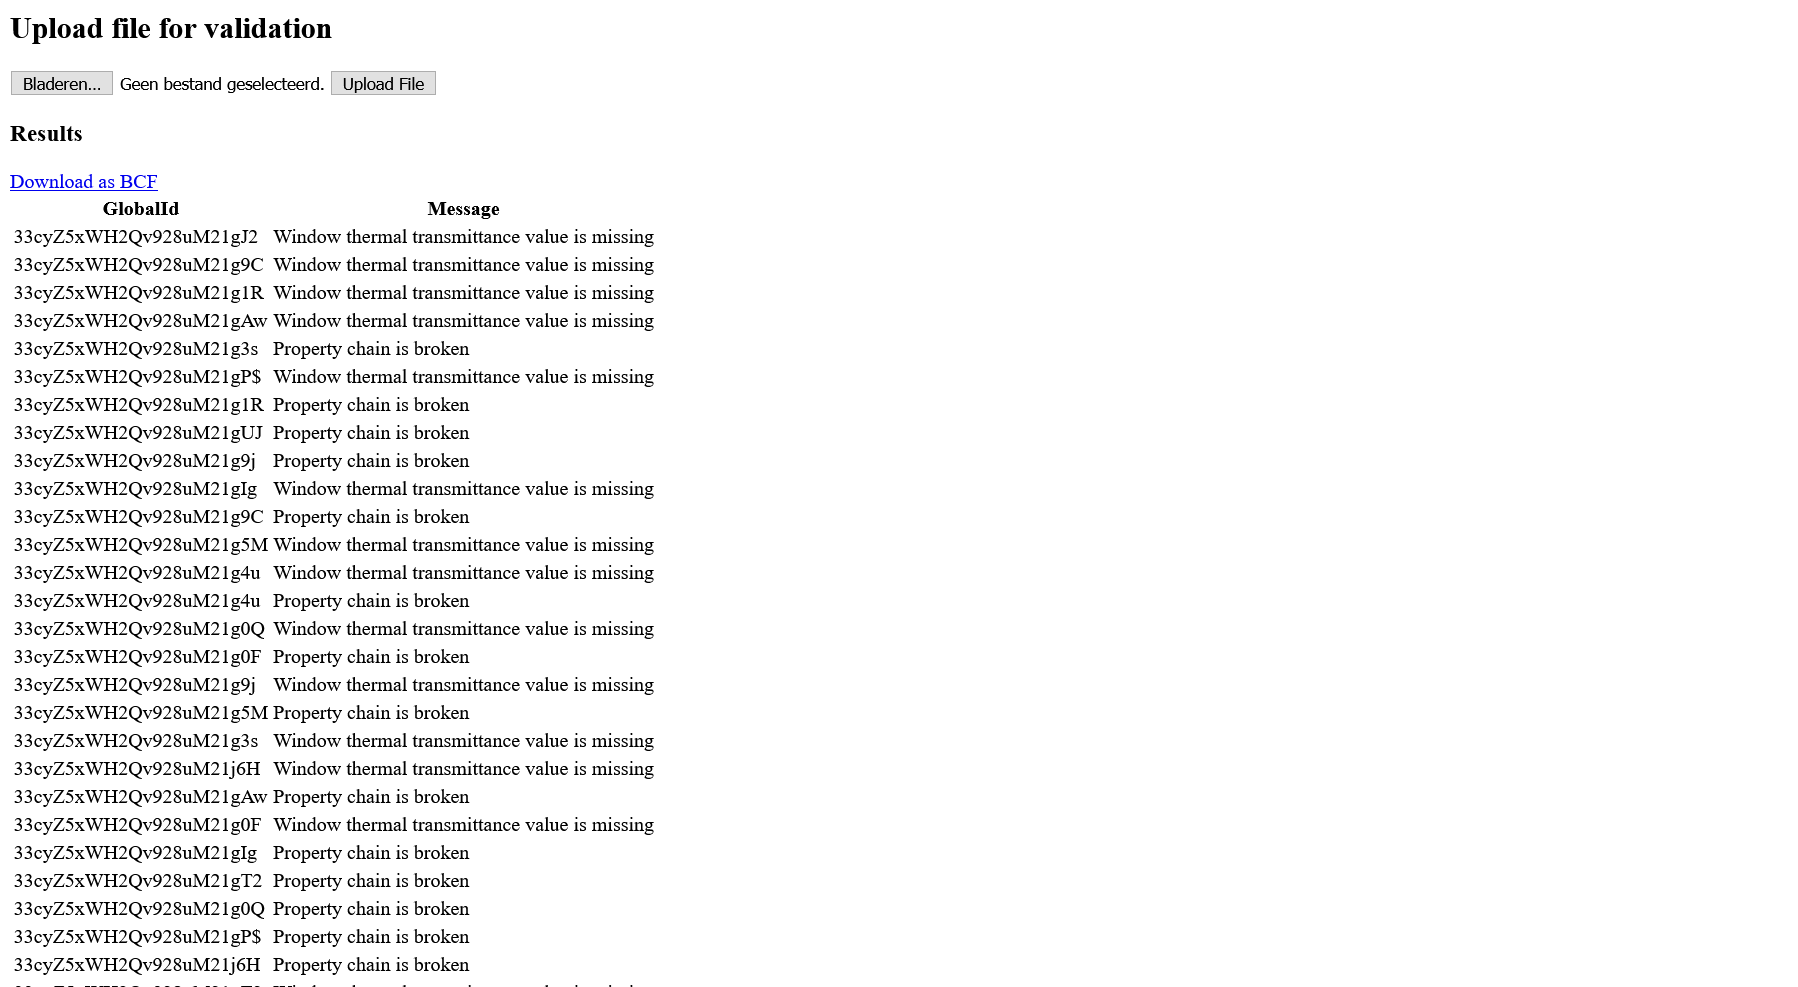 Upload file for validation
Bladeren... Geen bestand geselecteerd. Upload File
Results
Download as BCF
GlobalId Message
33cyZ5xWH2Qv928uM21gJ2 Window thermal transmittance value is missing
33cyZ5xWH2Qv928uM21g9C Window thermal transmittance value is missing
33cyZ5xWH2Qv928uM21g1R Window thermal transmittance value is missing
33cyZ5xWH2Qv928uM21gAw Window thermal transmittance value is missing
33cyZ5xWH2Qv928uM21g3s Property chain is broken
33cyZ5xWH2Qv928uM21gP$ Window thermal transmittance value is missing
33cyZ5xWH2Qv928uM21g1R Property chain is broken
33cyZ5xWH2Qv928uM21gUJ Property chain is broken
33cyZ5xWH2Qv928uM21g9j Property chain is broken
33cyZ5xWH2Qv928uM21gIg Window thermal transmittance value is missing
33cyZ5xWH2Qv928uM21g9C Property chain is broken
33cyZ5xWH2Qv928uM21g5M Window thermal transmittance value is missing
33cyZ5xWH2Qv928uM21g4u Window thermal transmittance value is missing
33cyZ5xWH2Qv928uM21g4u Property chain is broken
33cyZ5xWH2Qv928uM21g0Q Window thermal transmittance value is missing
33cyZ5xWH2Qv928uM21g0F Property chain is broken
33cyZ5xWH2Qv928uM21g9j Window thermal transmittance value is missing
33cyZ5xWH2Qv928uM21g5M Property chain is broken
33cyZ5xWH2Qv928uM21g3s Window thermal transmittance value is missing
33cyZ5xWH2Qv928uM21j6H Window thermal transmittance value is missing
33cyZ5xWH2Qv928uM21gAw Property chain is broken
33cyZ5xWH2Qv928uM21g0F Window thermal transmittance value is missing
33cyZ5xWH2Qv928uM21gIg Property chain is broken
33cyZ5xWH2Qv928uM21gT2 Property chain is broken
33cyZ5xWH2Qv928uM21g0Q Property chain is broken
33cyZ5xWH2Qv928uM21gP$ Property chain is broken
33cyZ5xWH2Qv928uM21j6H Property chain is broken